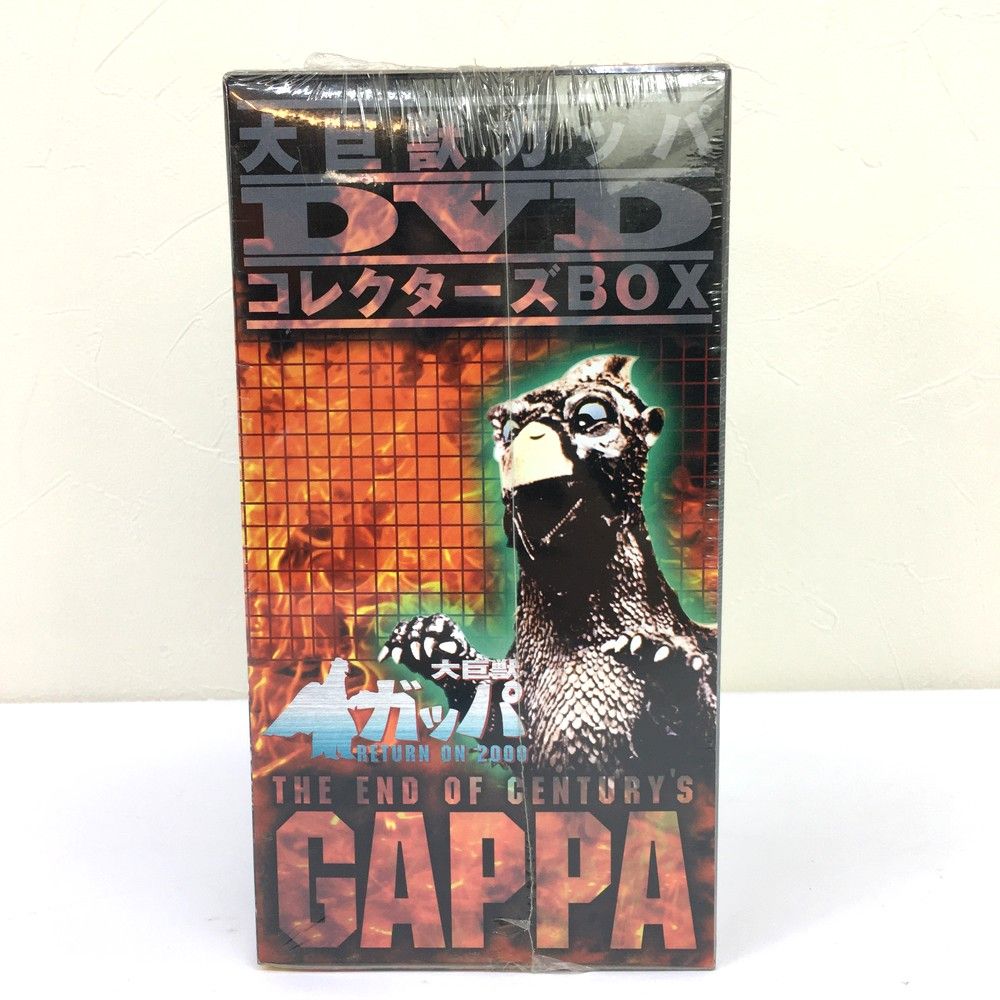 大巨獣ガッパ
DVD
コレクターズBOX
大巨獣
ガッパ
RETURN ON 2000
THE END OF CENTURY'S
GAPPA